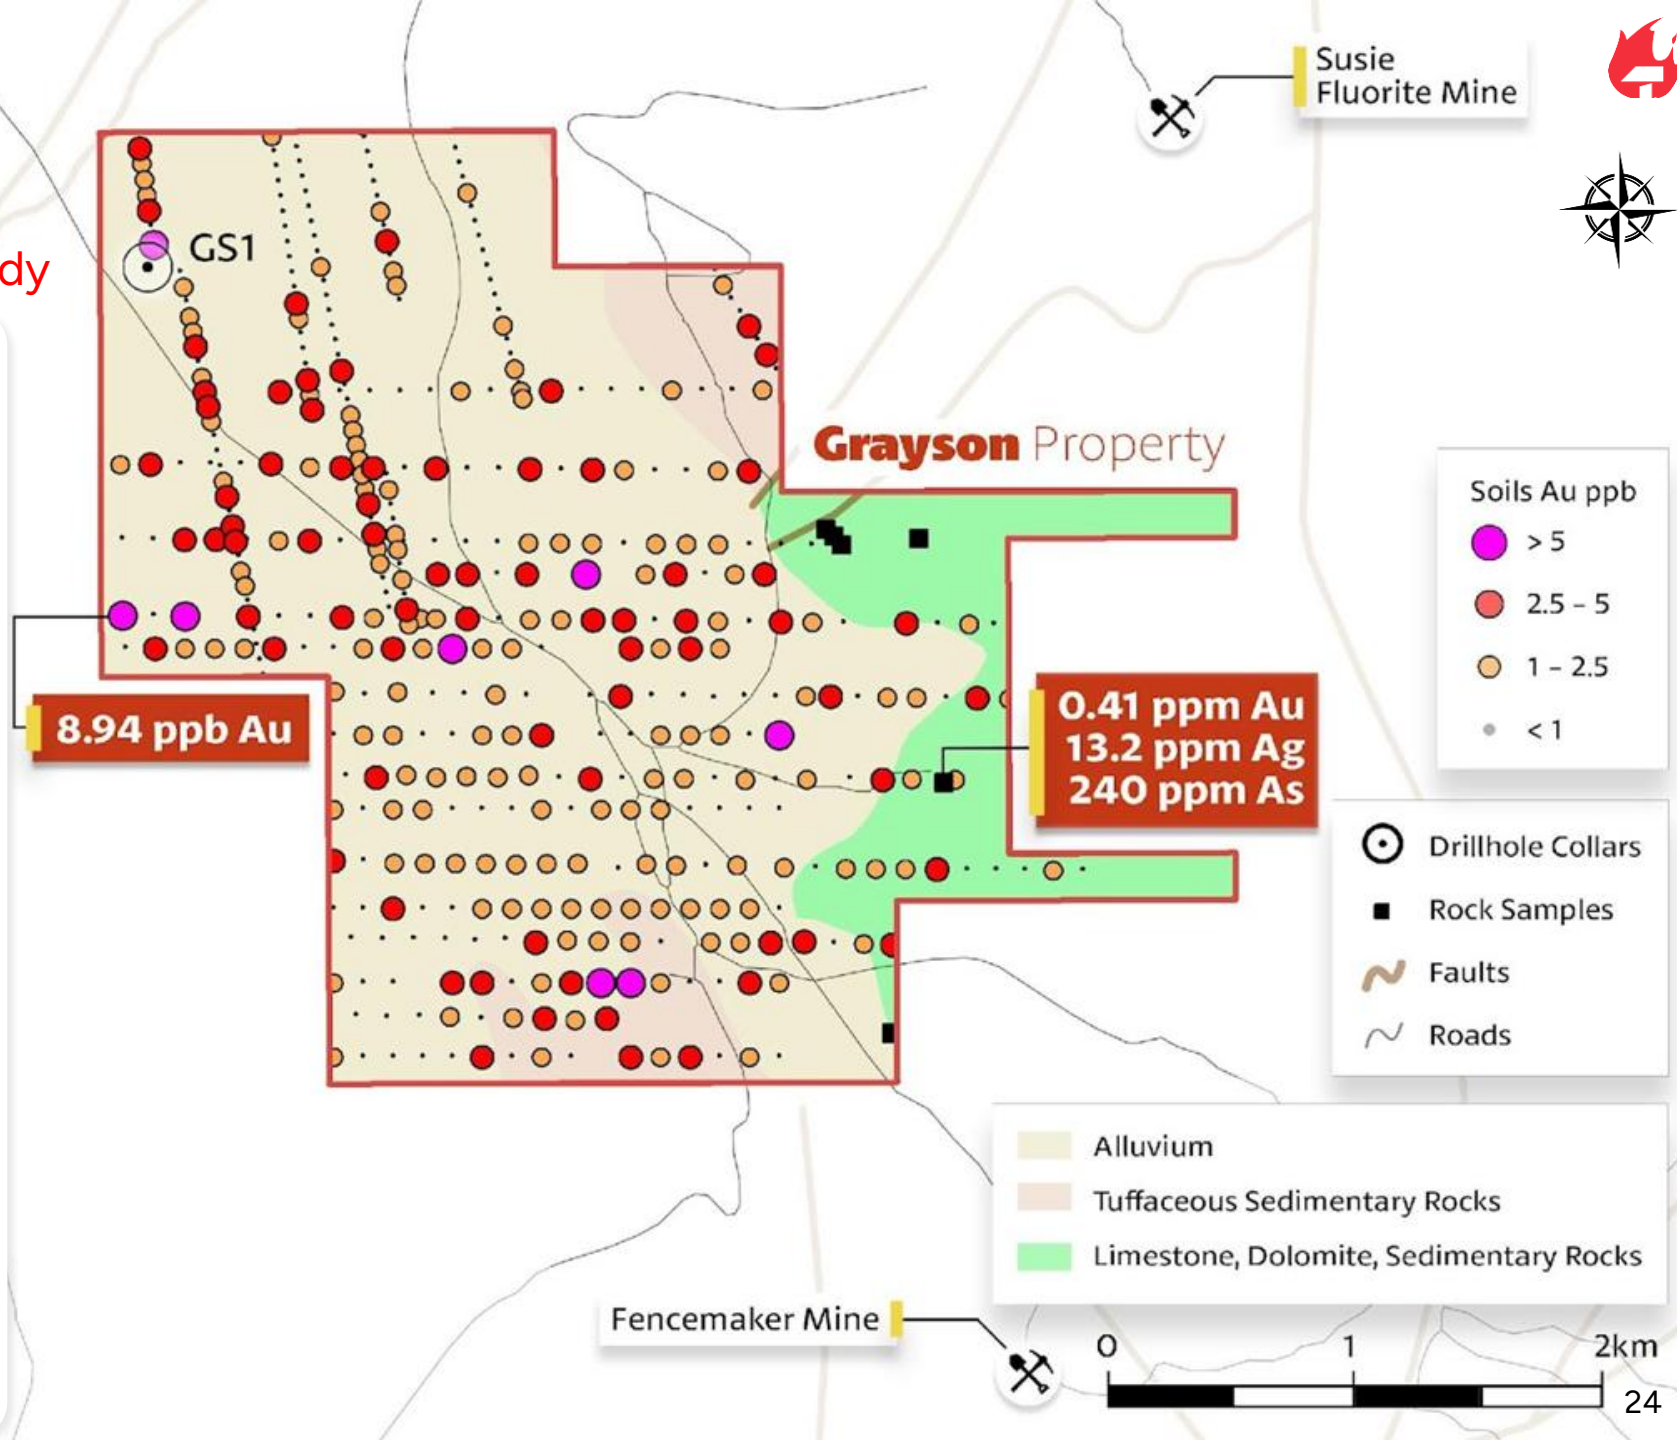 Susie
Fluorite Mine
dy
GS1
Grayson Property
Soils Au ppb
> 5
2.5 – 5
1 – 2.5
< 1
8.94 ppb Au
0.41 ppm Au
13.2 ppm Ag
240 ppm As
Drillhole Collars
Rock Samples
Faults
Roads
Alluvium
Tuffaceous Sedimentary Rocks
Limestone, Dolomite, Sedimentary Rocks
Fencemaker Mine
0 1 2km
24